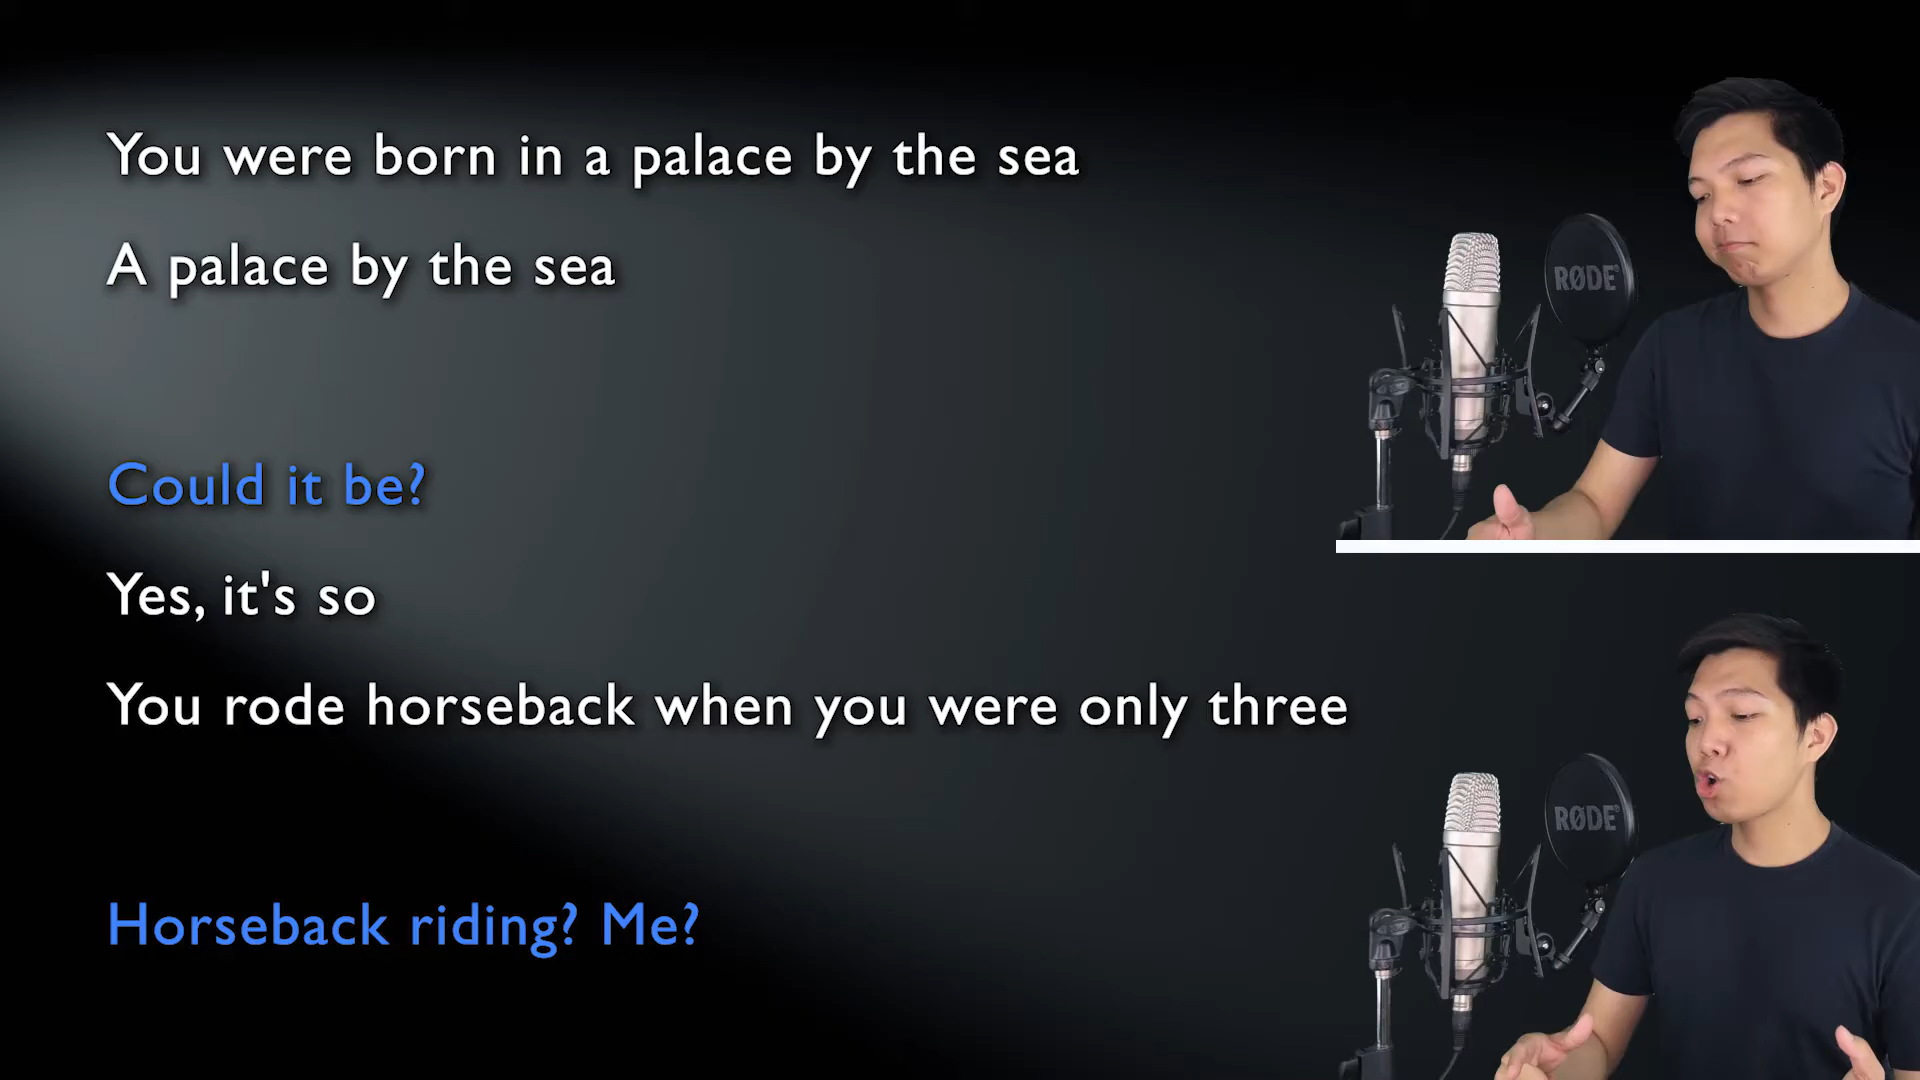 You were born in a palace by the sea
A palace by the sea
Could it be?
Yes, it's so
You rode horseback when you were only three
Horseback riding? Me?
RØDE
RØDE